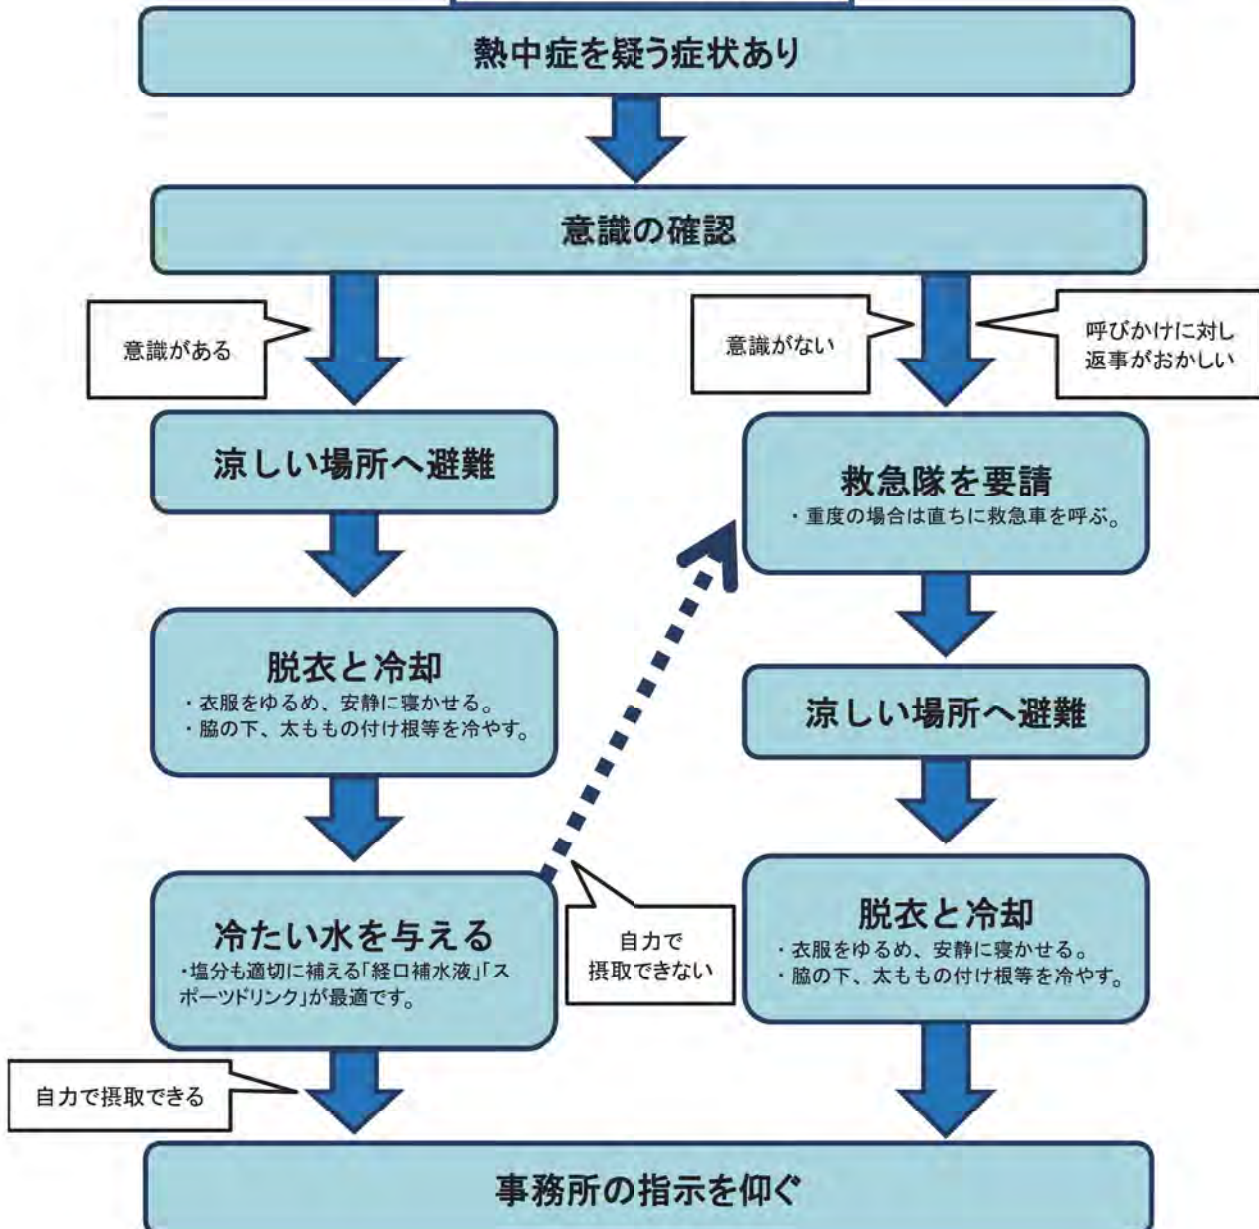 熱中症を疑う症状あり
意識の確認
意識がある
意識がない
呼びかけに対し
返事がおかしい
涼しい場所へ避難
救急隊を要請
・重度の場合は直ちに救急車を呼ぶ。
脱衣と冷却
・衣服をゆるめ、安静に寝かせる。
・脇の下、太ももの付け根等を冷やす。
涼しい場所へ避難
冷たい水を与える
・塩分も適切に補える「経口補水液」「ス
ポーツドリンク」が最適です。
自力で
摂取できない
脱衣と冷却
・衣服をゆるめ、安静に寝かせる。
・脇の下、太ももの付け根等を冷やす。
自力で摂取できる
事務所の指示を仰ぐ